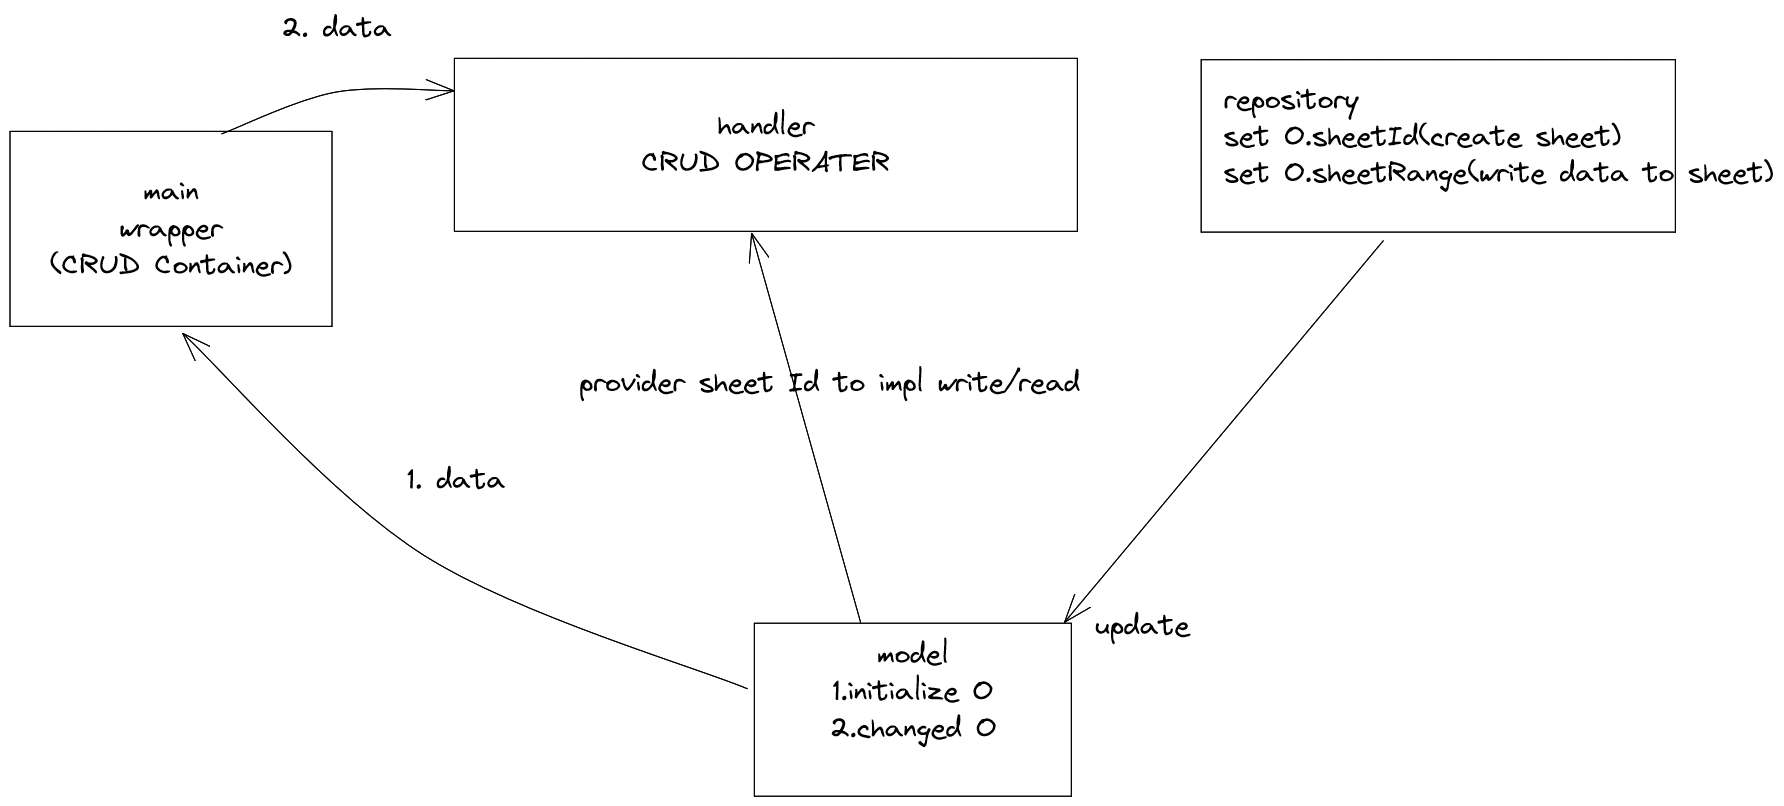 2. data
handler
CRUD OPERATER
repository
set O.sheetId(create sheet)
set O.sheetRange(write data to sheet)
main
wrapper
(CRUD Container)
provider sheet Id to impl write/read
1. data
update
model
1.initialize O
2.changed O